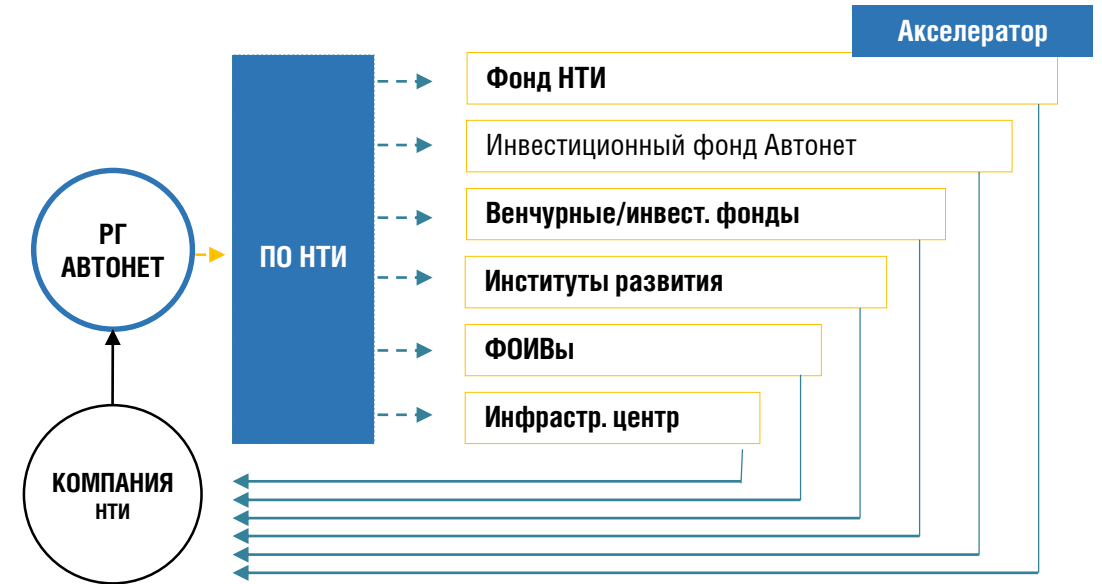 Акселератор
Фонд НТИ
Инвестиционный фонд Автонет
Венчурные/инвест. фонды
РГ
АВТОНЕТ
ПО НТИ
Институты развития
ФОИВы
Инфрастр. центр
КОМПАНИЯ
НТИ